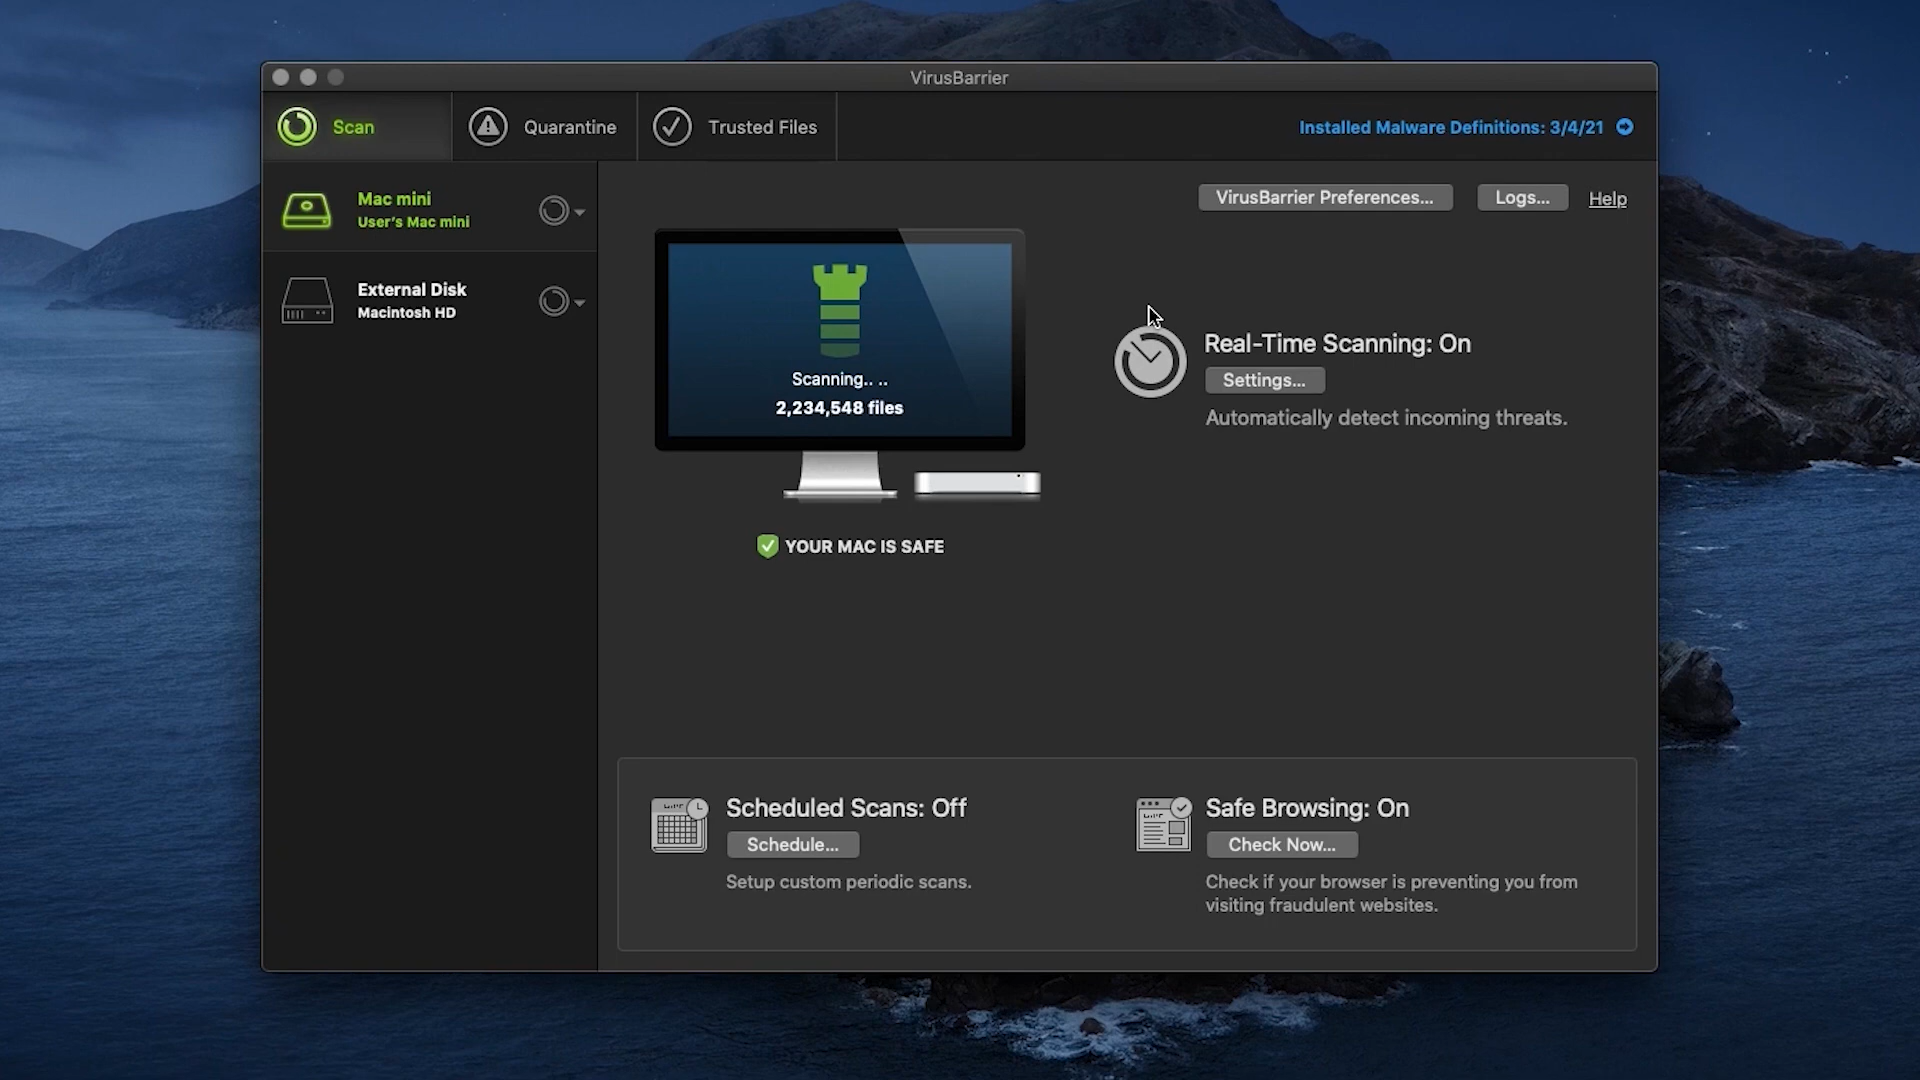 VirusBarrier
Scan
Quarantine
Trusted Files
Installed Malware Definitions: 3/4/21
Mac mini
User's Mac mini
External Disk
Macintosh HD
VirusBarrier Preferences...
Logs...
Help
Scanning.. ..
2,234,548 files
YOUR MAC IS SAFE
Real-Time Scanning: On
Settings...
Automatically detect incoming threats.
Scheduled Scans: Off
Schedule...
Setup custom periodic scans.
Safe Browsing: On
Check Now...
Check if your browser is preventing you from
visiting fraudulent websites.